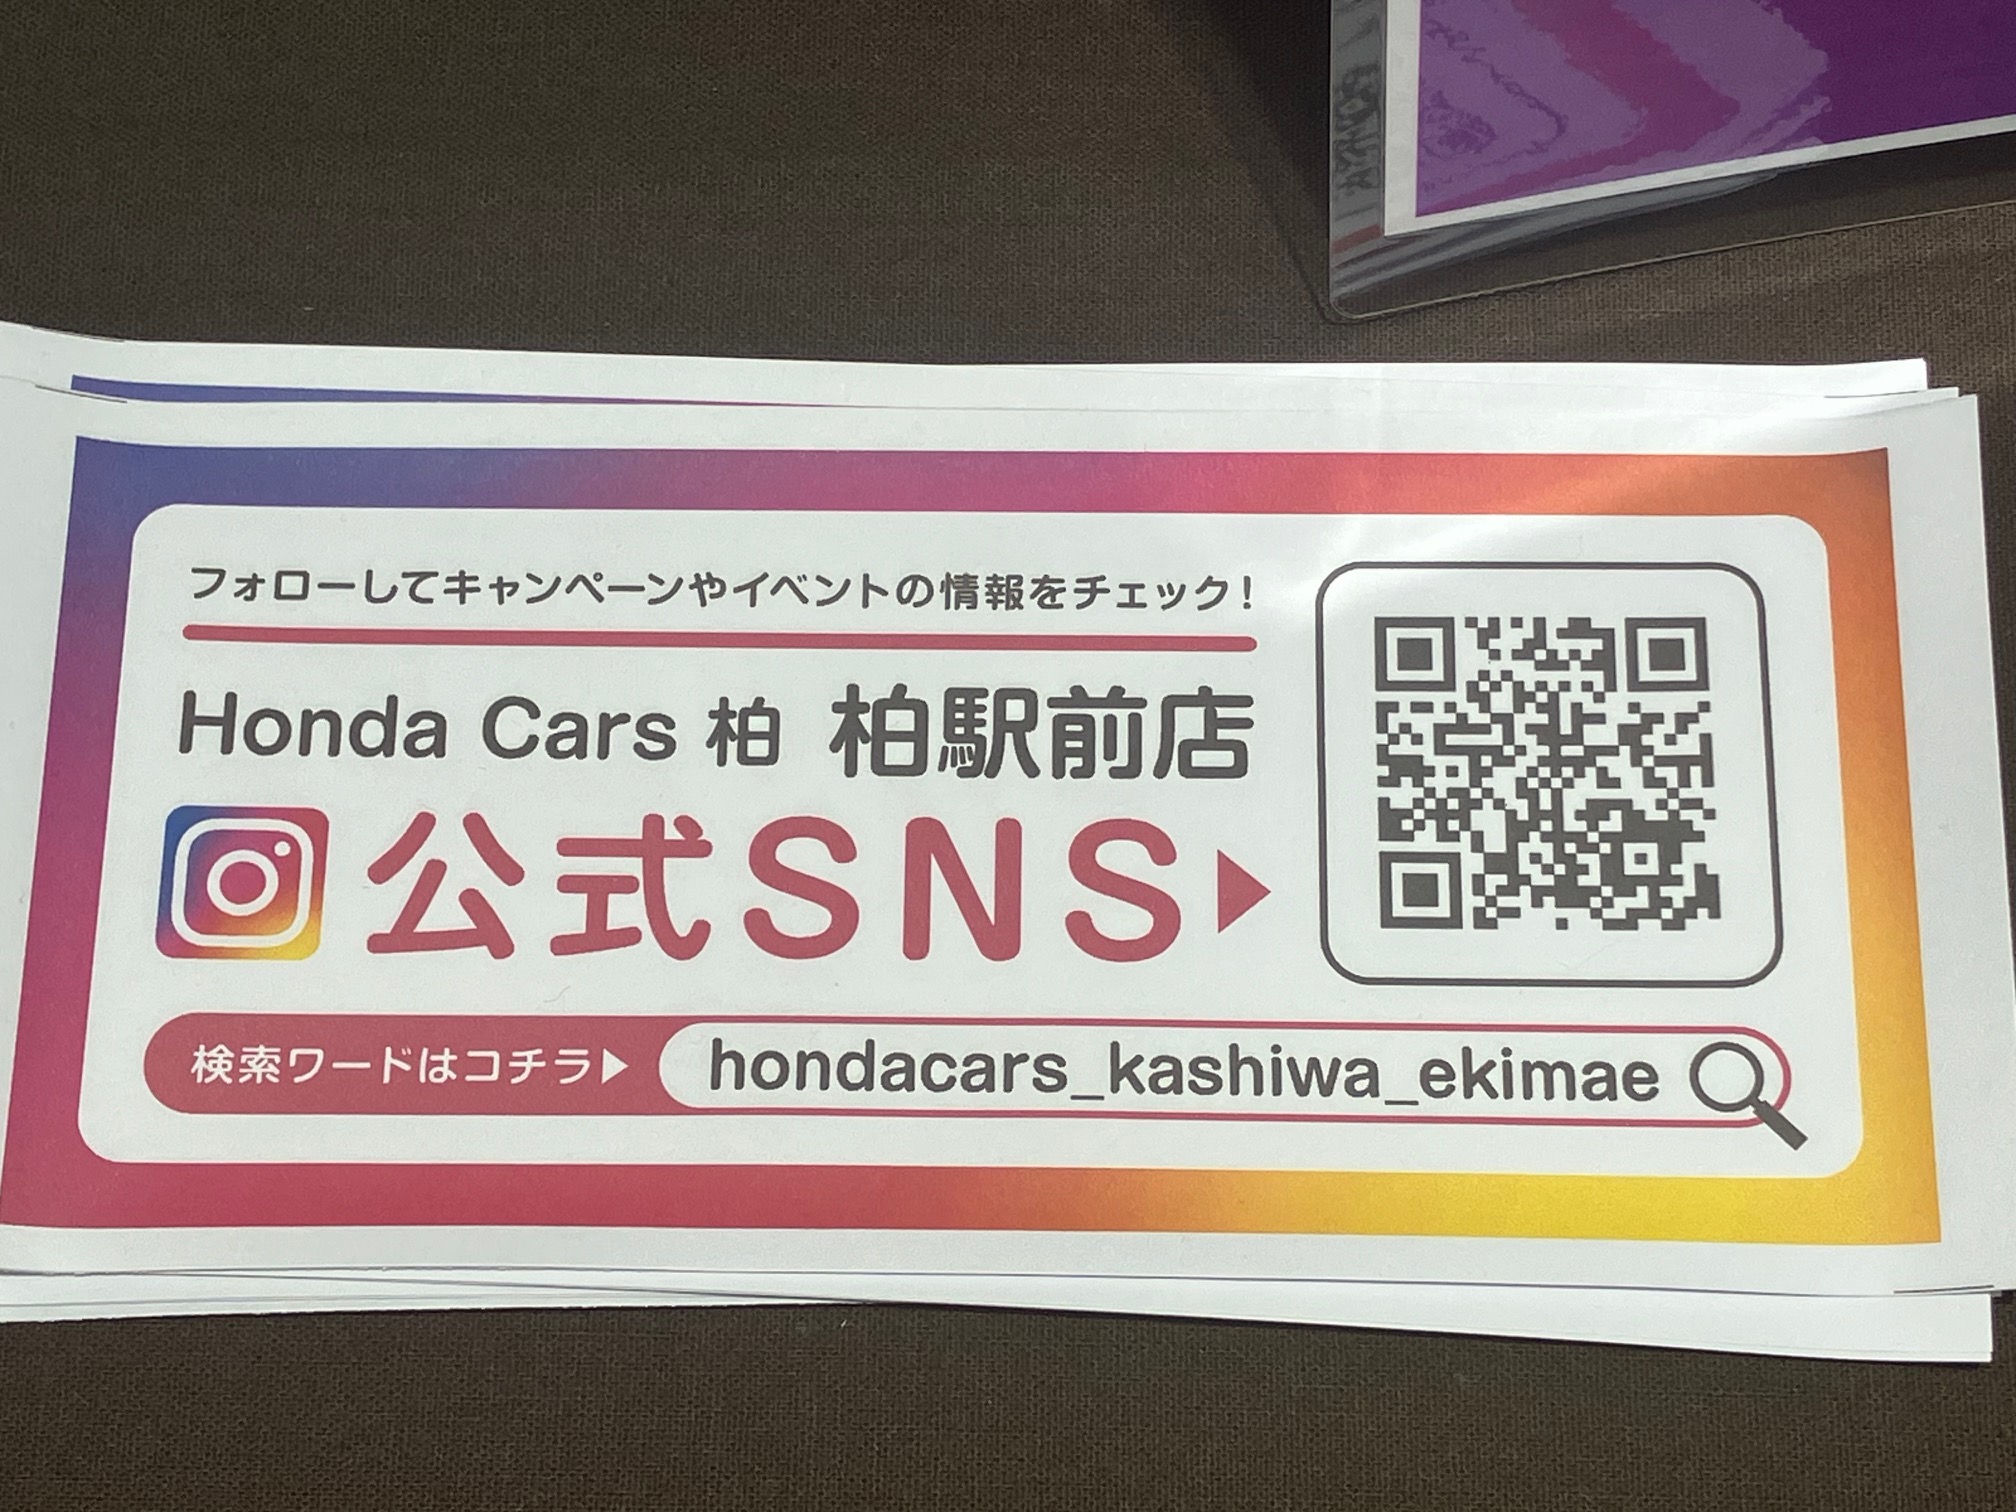 フォローしてキャンペーンやイベントの情報をチェック!
Honda Cars 柏 柏駅前店
公式SNS▶
検索ワードはコチラ▶ hondacars_kashiwa_ekimae